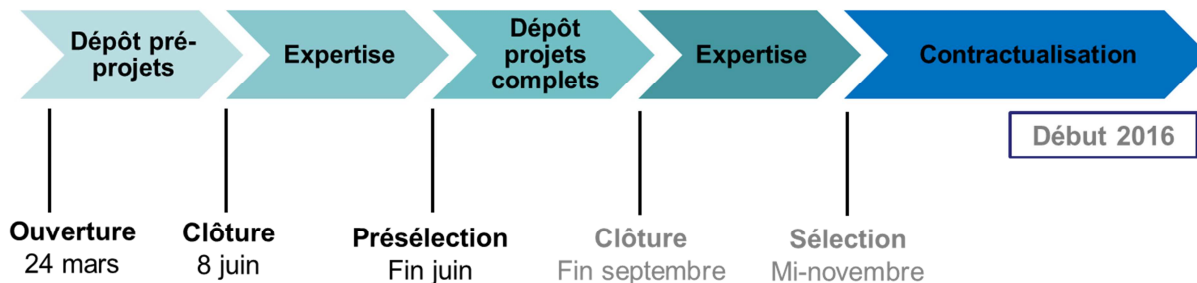 Dépôt pré-
projets
Expertise
Dépôt
projets
complets
Expertise
Contractualisation
Début 2016
Ouverture
24 mars
Clôture
8 juin
Présélection
Fin juin
Clôture
Fin septembre
Sélection
Mi-novembre